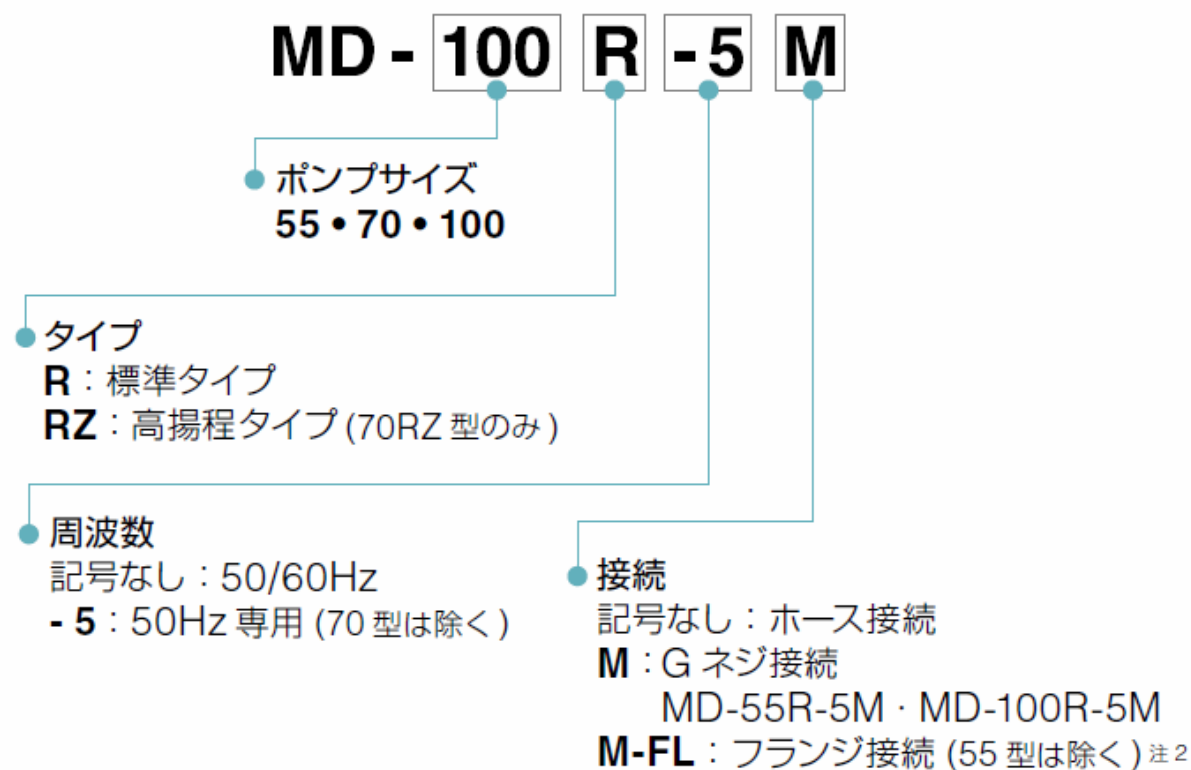 MD - 100 R - 5 M
ポンプサイズ
55 • 70 • 100
タイプ
R：標準タイプ
RZ：高揚程タイプ (70RZ 型のみ)
周波数
記号なし：50/60Hz
- 5：50Hz 専用 (70 型は除く)
接続
記号なし：ホース接続
M：G ネジ接続
MD-55R-5M · MD-100R-5M
M-FL：フランジ接続 (55 型は除く) 注 2